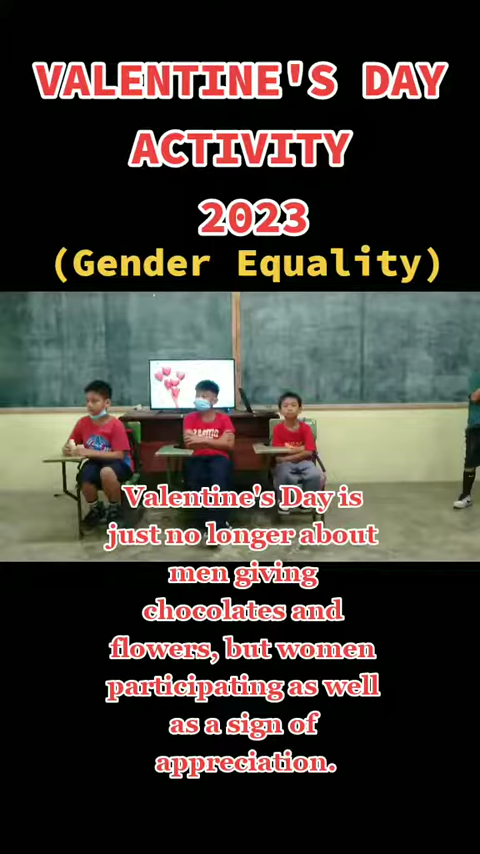 VALENTINE'S DAY
ACTIVITY
2023
(Gender Equality)
Valentine's Day is
just no longer about
men giving
chocolates and
flowers, but women
participating as well
as a sign of
appreciation.